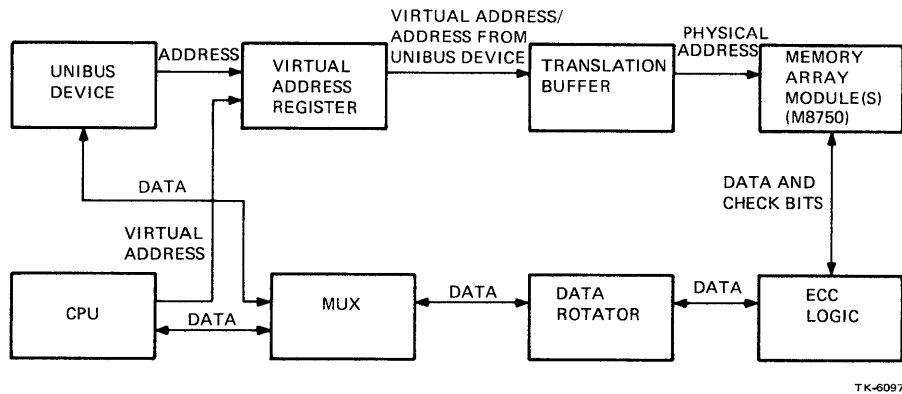 UNIBUS
DEVICE
ADDRESS
VIRTUAL
ADDRESS
REGISTER
VIRTUAL ADDRESS/
ADDRESS FROM
UNIBUS DEVICE
TRANSLATION
BUFFER
PHYSICAL
ADDRESS
MEMORY
ARRAY
MODULE(S)
(M8750)
DATA
VIRTUAL
ADDRESS
DATA AND
CHECK BITS
CPU
DATA
MUX
DATA
DATA
ROTATOR
DATA
ECC
LOGIC
TK-6097